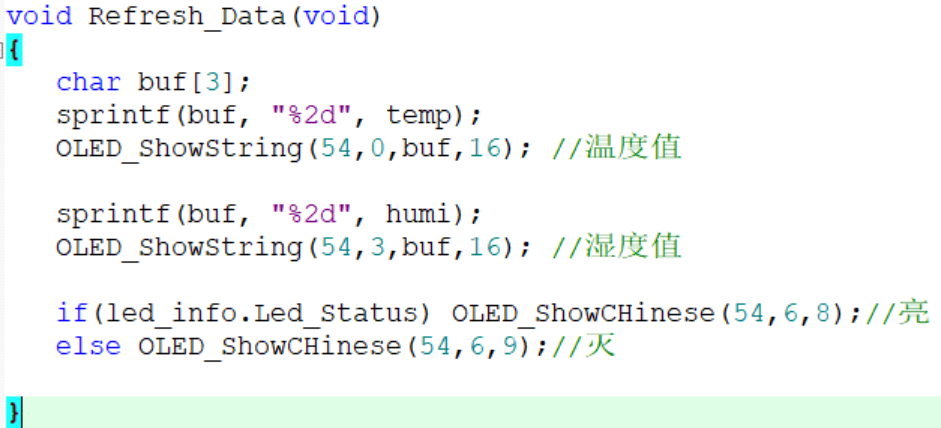 void Refresh_Data(void)
{
char buf[3];
sprintf(buf, "%2d", temp);
OLED_ShowString(54,0,buf,16); //温度值
sprintf(buf, "%2d", humi);
OLED_ShowString(54,3,buf,16); //湿度值
if(led_info.Led_Status) OLED_ShowCHinese(54,6,8);//亮
else OLED_ShowCHinese(54,6,9);//灭
}